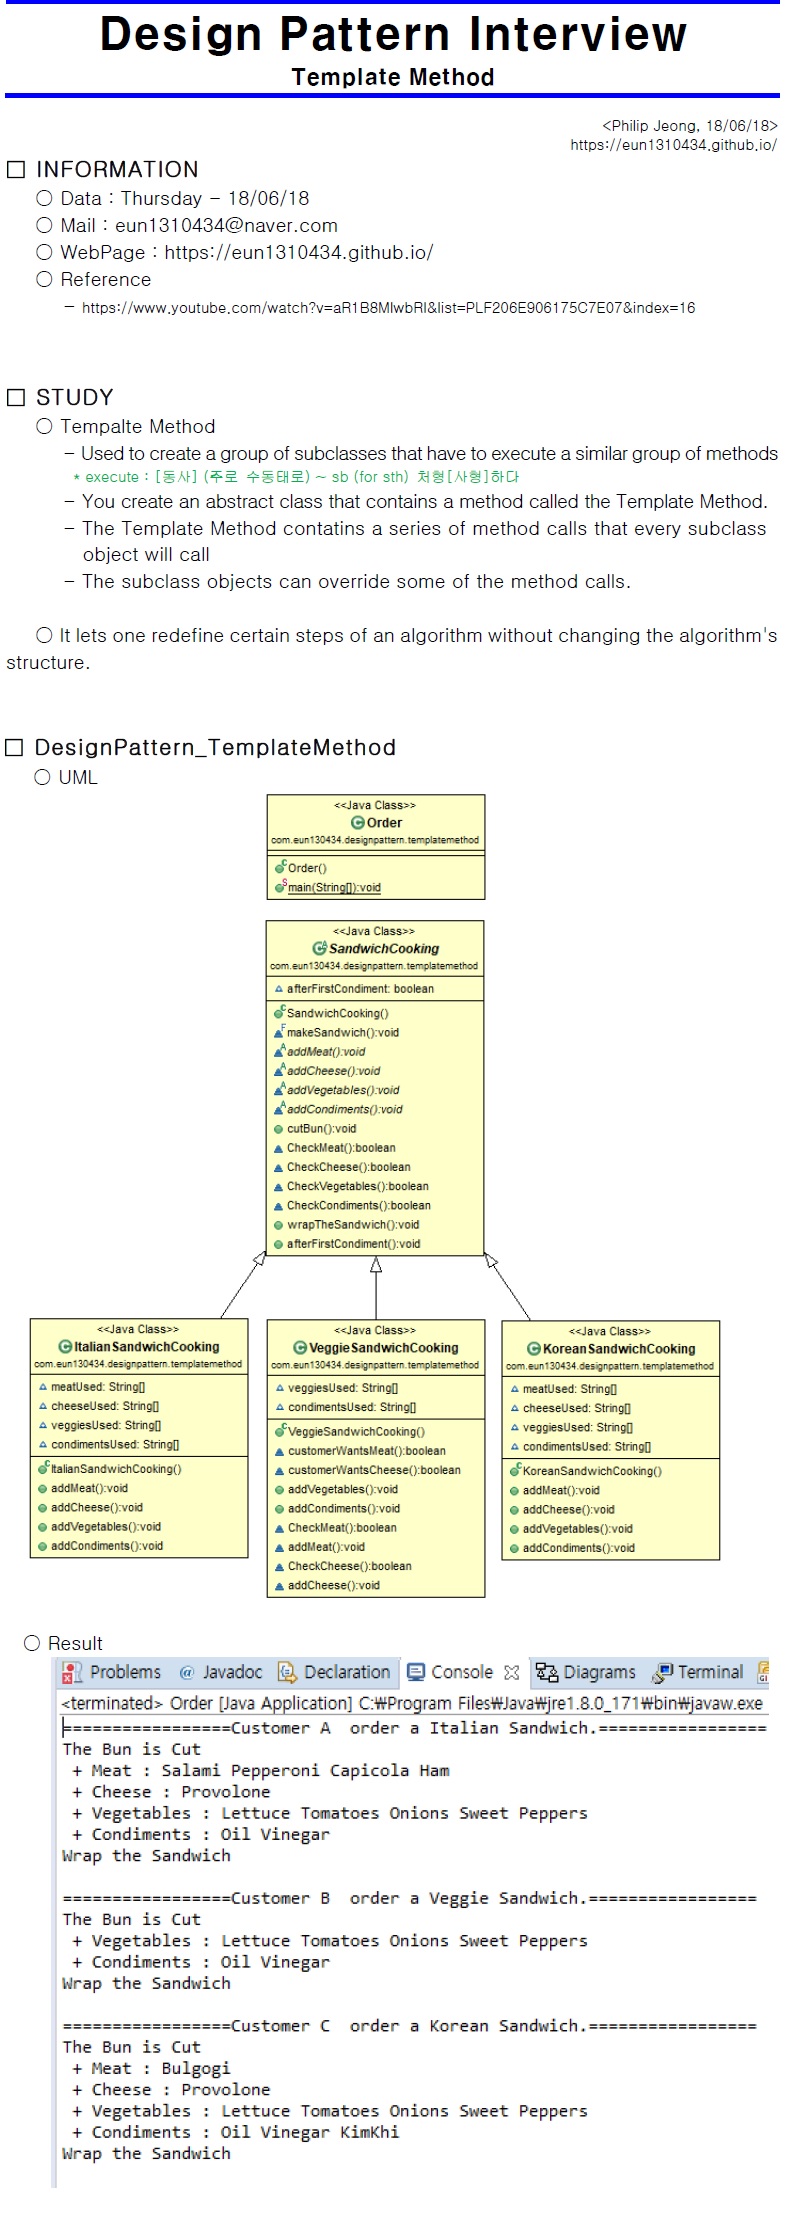 Design Pattern Interview
Template Method
<Philip Jeong, 18/06/18>
https://eun1310434.github.io/
□ INFORMATION
○ Data : Thursday - 18/06/18
○ Mail : eun1310434@naver.com
○ WebPage : https://eun1310434.github.io/
○ Reference
- https://www.youtube.com/watch?v=aR1B8MlwbRI&list=PLF206E906175C7E07&index=16
□ STUDY
○ Tempalte Method
- Used to create a group of subclasses that have to execute a similar group of methods
* execute : [동사] (주로 수동태로) ~ sb (for sth) 처형[사형]하다
- You create an abstract class that contains a method called the Template Method.
- The Template Method contatins a series of method calls that every subclass
object will call
- The subclass objects can override some of the method calls.
○ It lets one redefine certain steps of an algorithm without changing the algorithm's
structure.
□ DesignPattern_TemplateMethod
○ UML
<<Java Class>>
Order
com.eun130434.designpattern.templatemethod
Order()
main(String[]):void
<<Java Class>>
SandwichCooking
com.eun130434.designpattern.templatemethod
afterFirstCondiment: boolean
SandwichCooking()
makeSandwich():void
addMeat():void
addCheese():void
addVegetables():void
addCondiments():void
cutBun():void
CheckMeat():boolean
CheckCheese():boolean
CheckVegetables():boolean
CheckCondiments():boolean
wrapTheSandwich():void
afterFirstCondiment():void
<<Java Class>>
ItalianSandwichCooking
com.eun130434.designpattern.templatemethod
meatUsed: String[]
cheeseUsed: String[]
veggiesUsed: String[]
condimentsUsed: String[]
ItalianSandwichCooking()
addMeat():void
addCheese():void
addVegetables():void
addCondiments():void
<<Java Class>>
VeggieSandwichCooking
com.eun130434.designpattern.templatemethod
veggiesUsed: String[]
condimentsUsed: String[]
VeggieSandwichCooking()
customerWantsMeat():boolean
customerWantsCheese():boolean
addVegetables():void
addCondiments():void
CheckMeat():boolean
addMeat():void
CheckCheese():boolean
addCheese():void
<<Java Class>>
KoreanSandwichCooking
com.eun130434.designpattern.templatemethod
meatUsed: String[]
cheeseUsed: String[]
veggiesUsed: String[]
condimentsUsed: String[]
KoreanSandwichCooking()
addMeat():void
addCheese():void
addVegetables():void
addCondiments():void
○ Result
Problems @ Javadoc Declaration Console Diagrams Terminal
<terminated> Order [Java Application] C:₩Program Files₩Java₩jre1.8.0_171₩bin₩javaw.exe
=================Customer A  order a Italian Sandwich.=================
The Bun is Cut
+ Meat : Salami Pepperoni Capicola Ham
+ Cheese : Provolone
+ Vegetables : Lettuce Tomatoes Onions Sweet Peppers
+ Condiments : Oil Vinegar
Wrap the Sandwich
=================Customer B  order a Veggie Sandwich.=================
The Bun is Cut
+ Vegetables : Lettuce Tomatoes Onions Sweet Peppers
+ Condiments : Oil Vinegar
Wrap the Sandwich
=================Customer C  order a Korean Sandwich.=================
The Bun is Cut
+ Meat : Bulgogi
+ Cheese : Provolone
+ Vegetables : Lettuce Tomatoes Onions Sweet Peppers
+ Condiments : Oil Vinegar KimKhi
Wrap the Sandwich